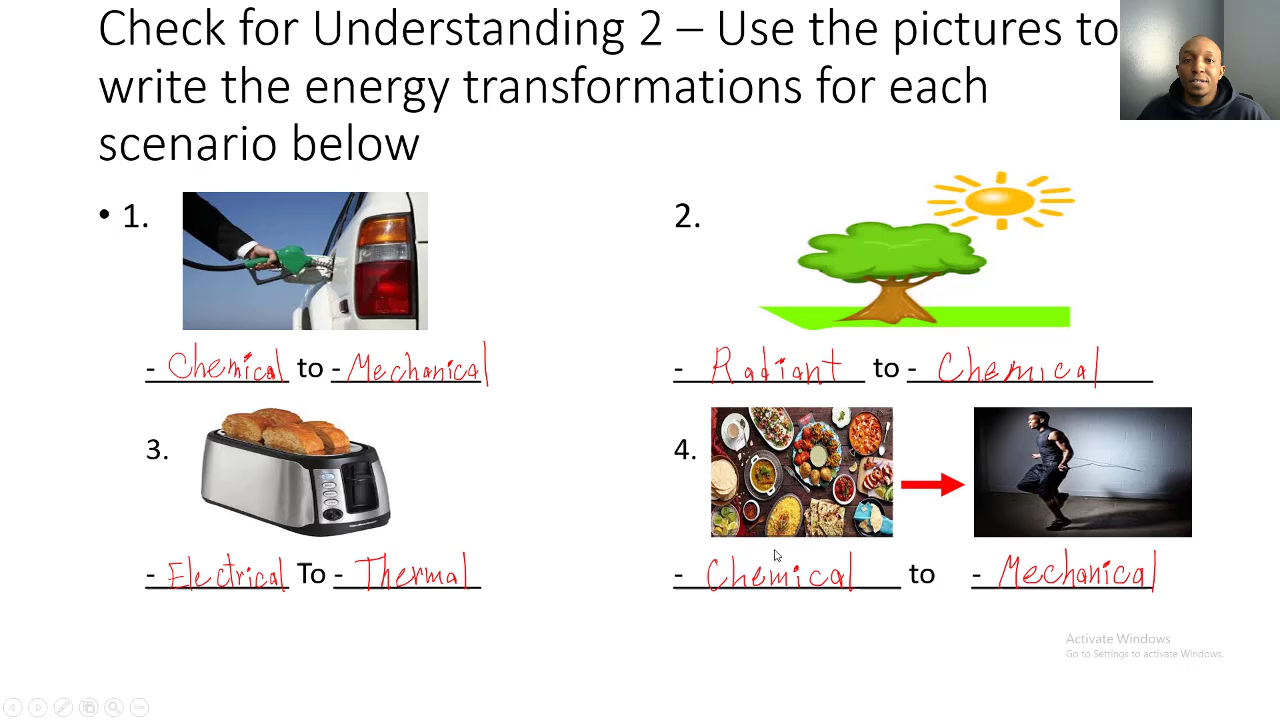 Check for Understanding 2 – Use the pictures to
write the energy transformations for each
scenario below
• 1.
2.
- Chemical to - Mechanical
- Radiant to - Chemical
3.
4.
- Electrical To - Thermal
- Chemical to - Mechanical
Activate Windows
Go to Settings to activate Windows.